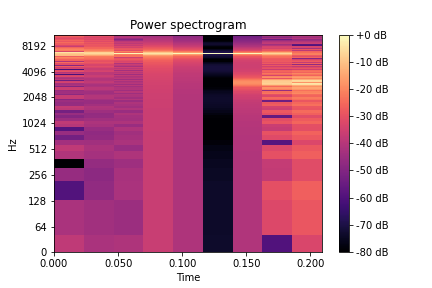 Power spectrogram
8192
4096
2048
1024
512
256
128
64
0
Hz
0.000 0.050 0.100 0.150 0.200
Time
+0 dB
-10 dB
-20 dB
-30 dB
-40 dB
-50 dB
-60 dB
-70 dB
-80 dB